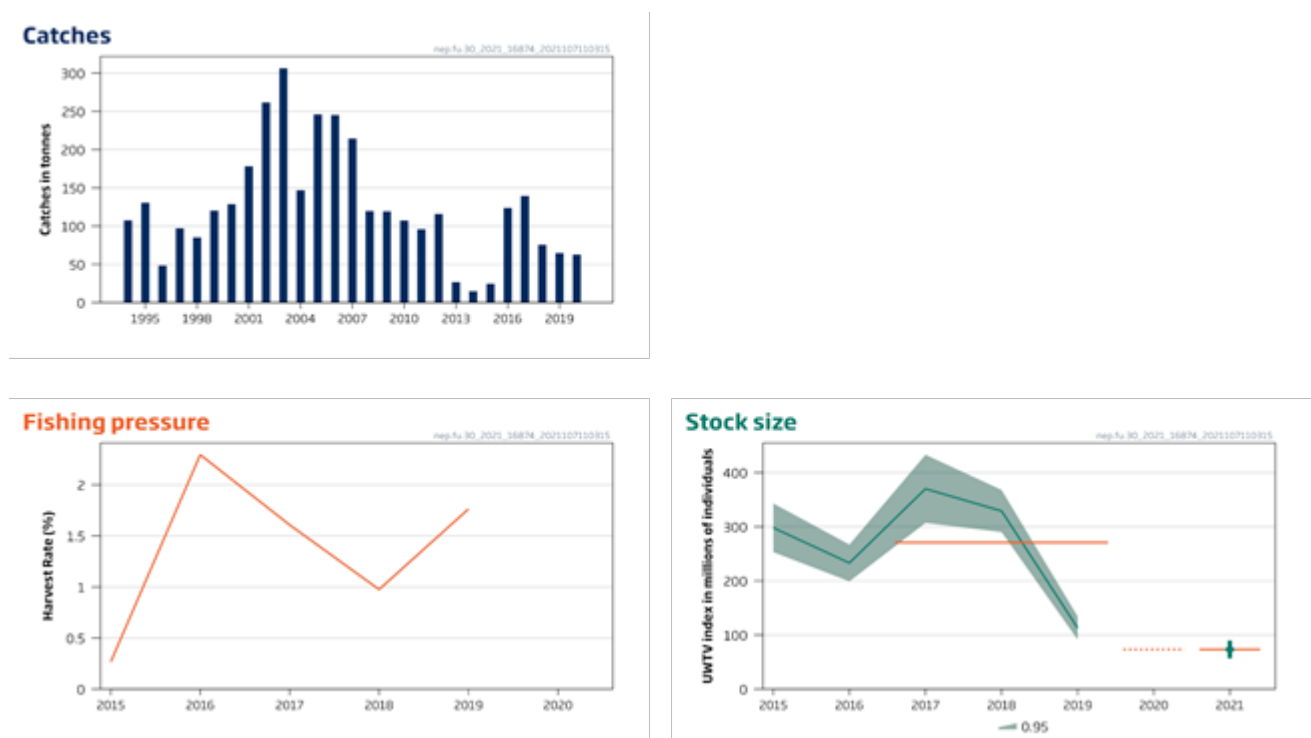 Catches
nep.fu.30_2021_16874_2021107110315
Catches in tonnes
300
250
200
150
100
50
0
1995 1998 2001 2004 2007 2010 2013 2016 2019
Fishing pressure
nep.fu.30_2021_16874_2021107110315
Harvest Rate (%)
2
1.5
1
0.5
0
2015 2016 2017 2018 2019 2020
Stock size
nep.fu.30_2021_16874_2021107110315
UWTV index in millions of individuals
400
300
200
100
0
2015 2016 2017 2018 2019 2020 2021
0.95